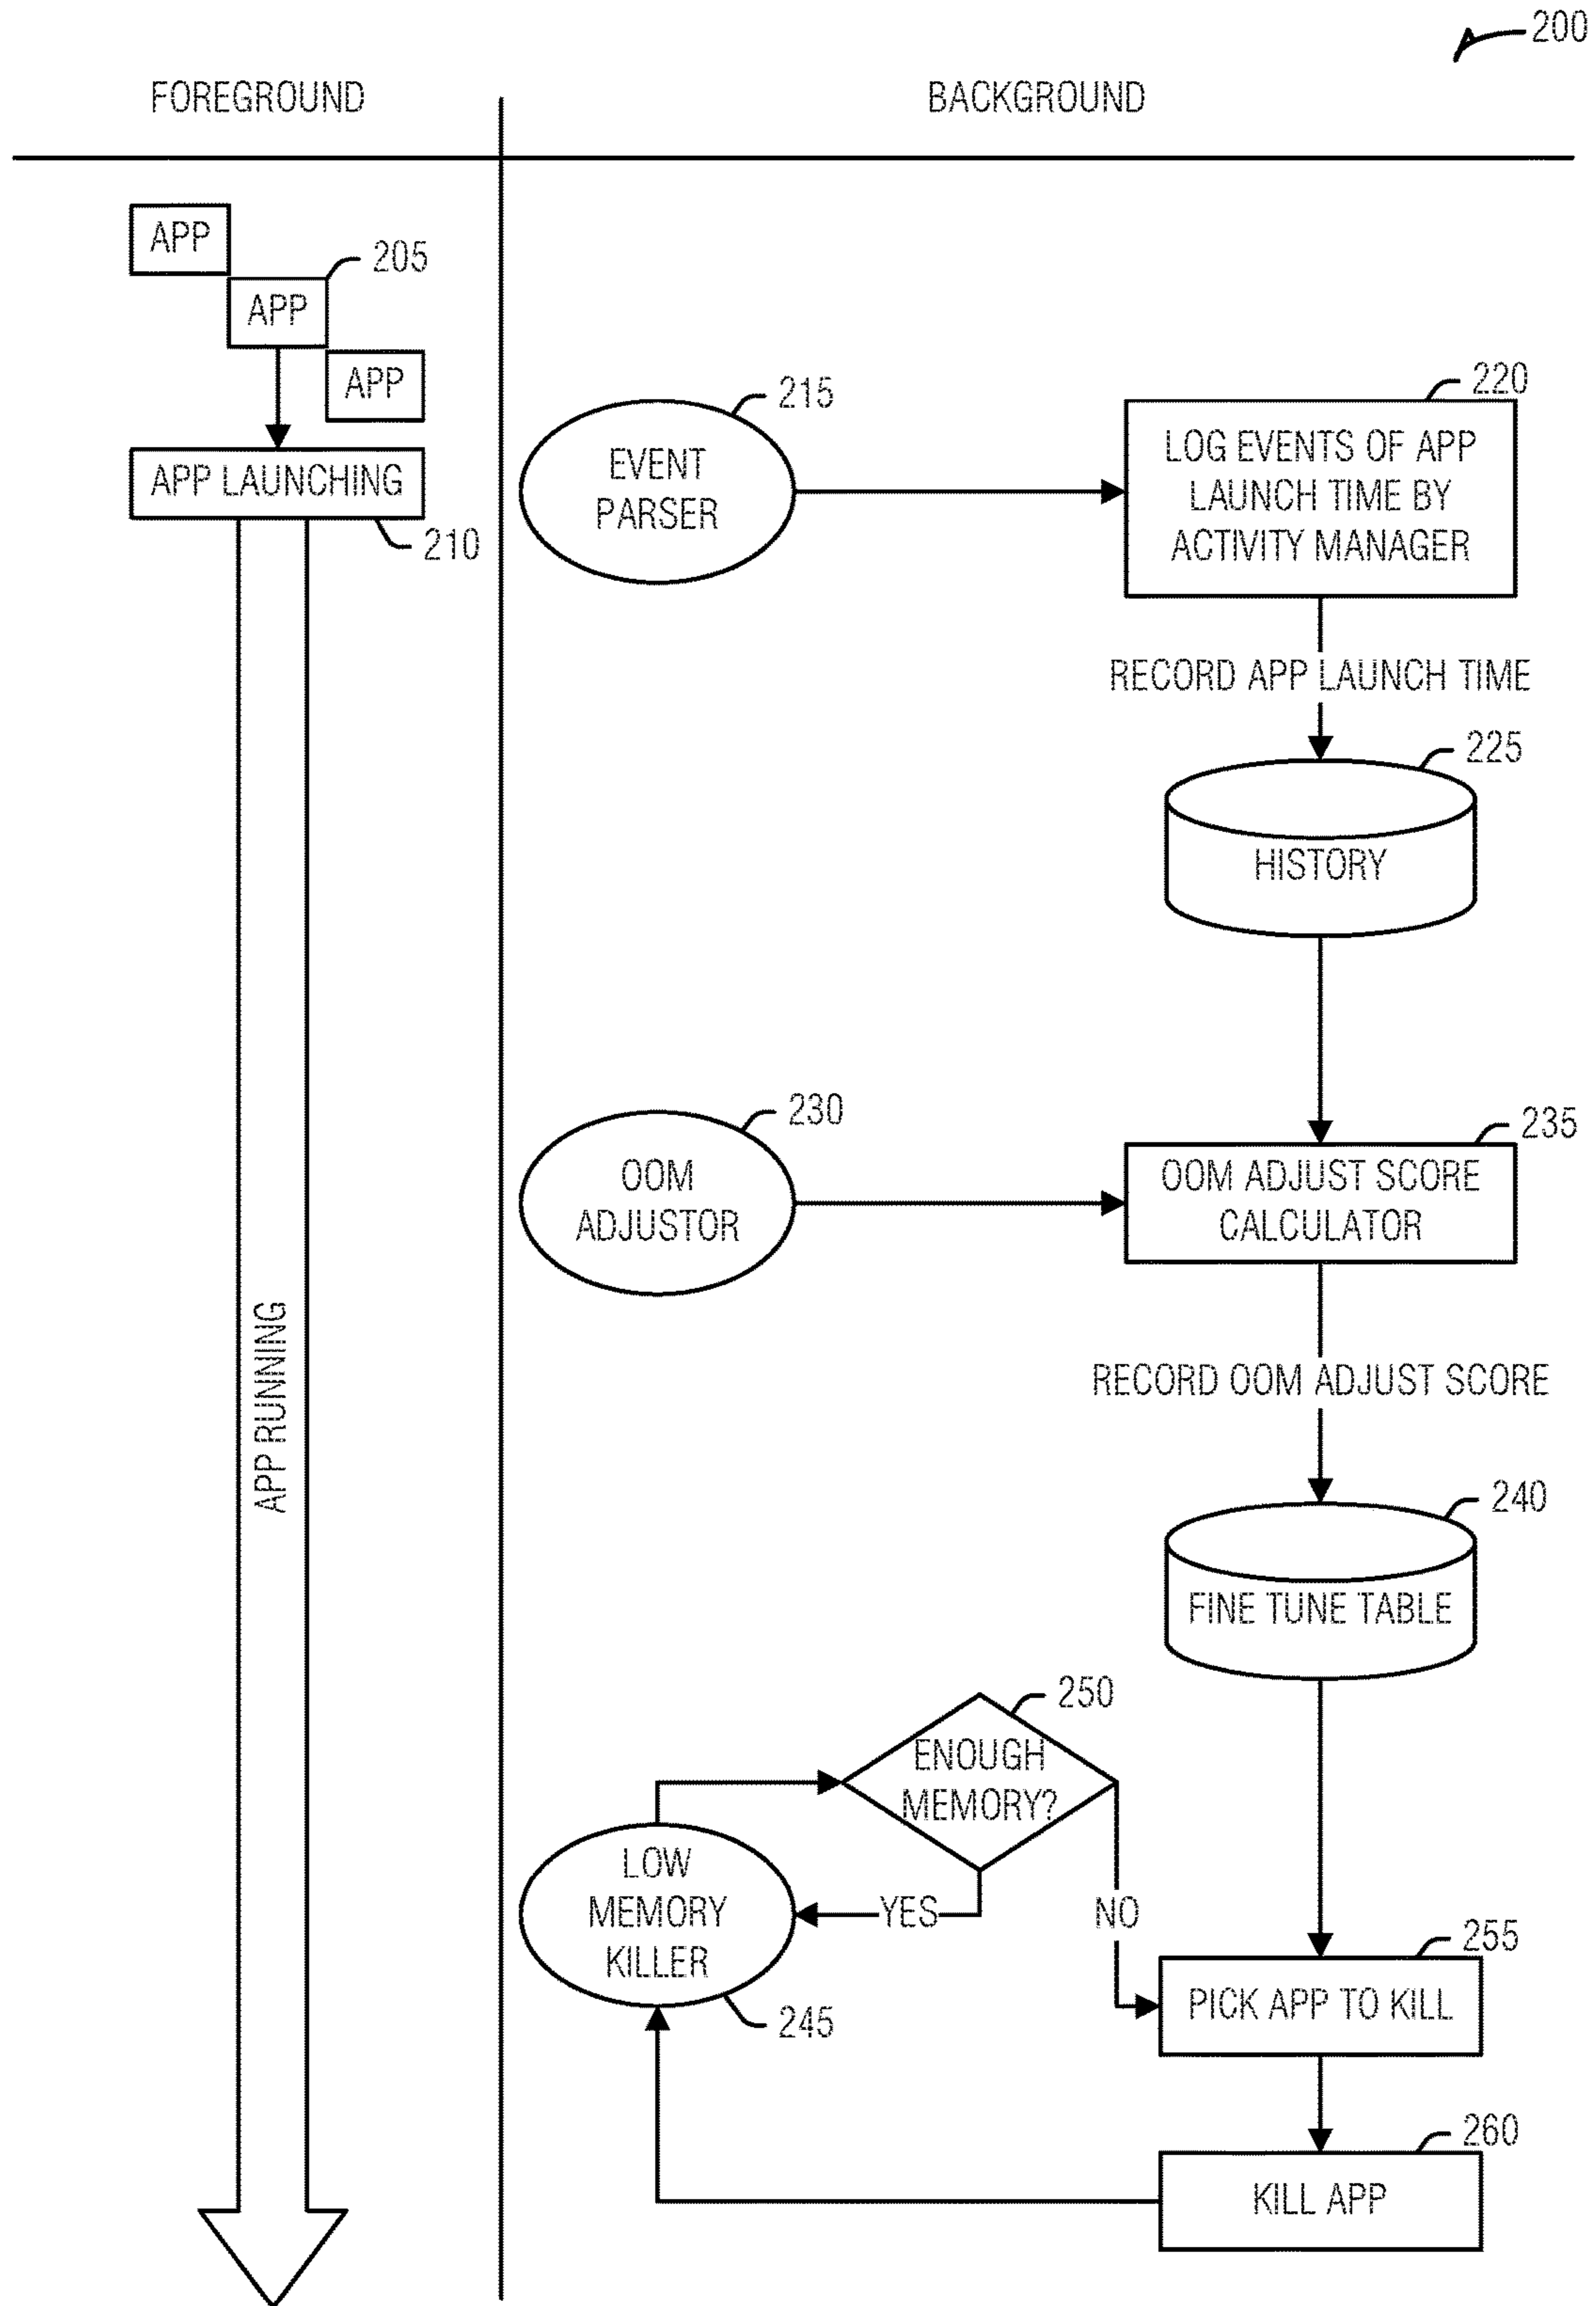 200
FOREGROUND
BACKGROUND
APP
205
APP
APP
APP LAUNCHING
210
215
EVENT
PARSER
220
LOG EVENTS OF APP
LAUNCH TIME BY
ACTIVITY MANAGER
RECORD APP LAUNCH TIME
225
HISTORY
230
OOM
ADJUSTOR
235
OOM ADJUST SCORE
CALCULATOR
APP RUNNING
RECORD OOM ADJUST SCORE
240
FINE TUNE TABLE
250
ENOUGH
MEMORY?
LOW
MEMORY
KILLER
245
YES
NO
255
PICK APP TO KILL
260
KILL APP